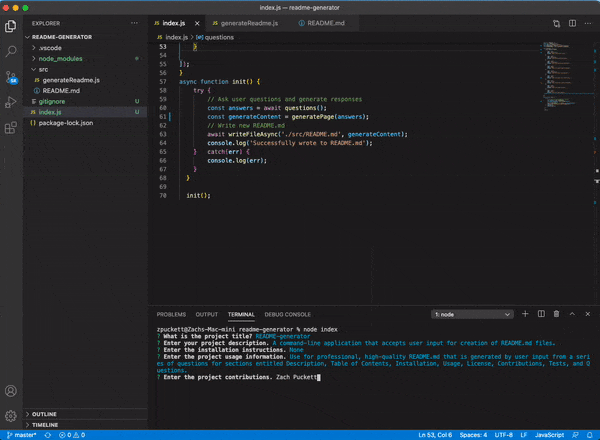 index.js — readme-generator
EXPLORER
README-GENERATOR
.vscode
node_modules
src
generateReadme.js
README.md
gitignore U
index.js U
package-lock.json
OUTLINE
TIMELINE
index.js
generateReadme.js
README.md
index.js > questions
53 }
54
55 ]);
56 }
57 async function init() {
58 try {
59 // Ask user questions and generate responses
60 const answers = await questions();
61 const generateContent = generatePage(answers);
62 // Write new README.md
63 await writeFileAsync('./src/README.md', generateContent);
64 console.log('Successfully wrote to README.md');
65 } catch(err) {
66 console.log(err);
67 }
68 }
69
70 init();
PROBLEMS OUTPUT TERMINAL DEBUG CONSOLE 1: node
zpuckett@Zachs-Mac-mini readme-generator % node index
? What is the project title? README-generator
? Enter your project description. A command-line application that accepts user input for creation of README.md files.
? Enter the installation instructions. None
? Enter the project usage information. Use for professional, high-quality README.md that is generated by user input from a seri
es of questions for sections entitled Description, Table of Contents, Installation, Usage, License, Contributions, Tests, and Q
uestions.
? Enter the project contributions. Zach Puckett
master* 0 0 Ln 53, Col 6 Spaces: 4 UTF-8 LF JavaScript